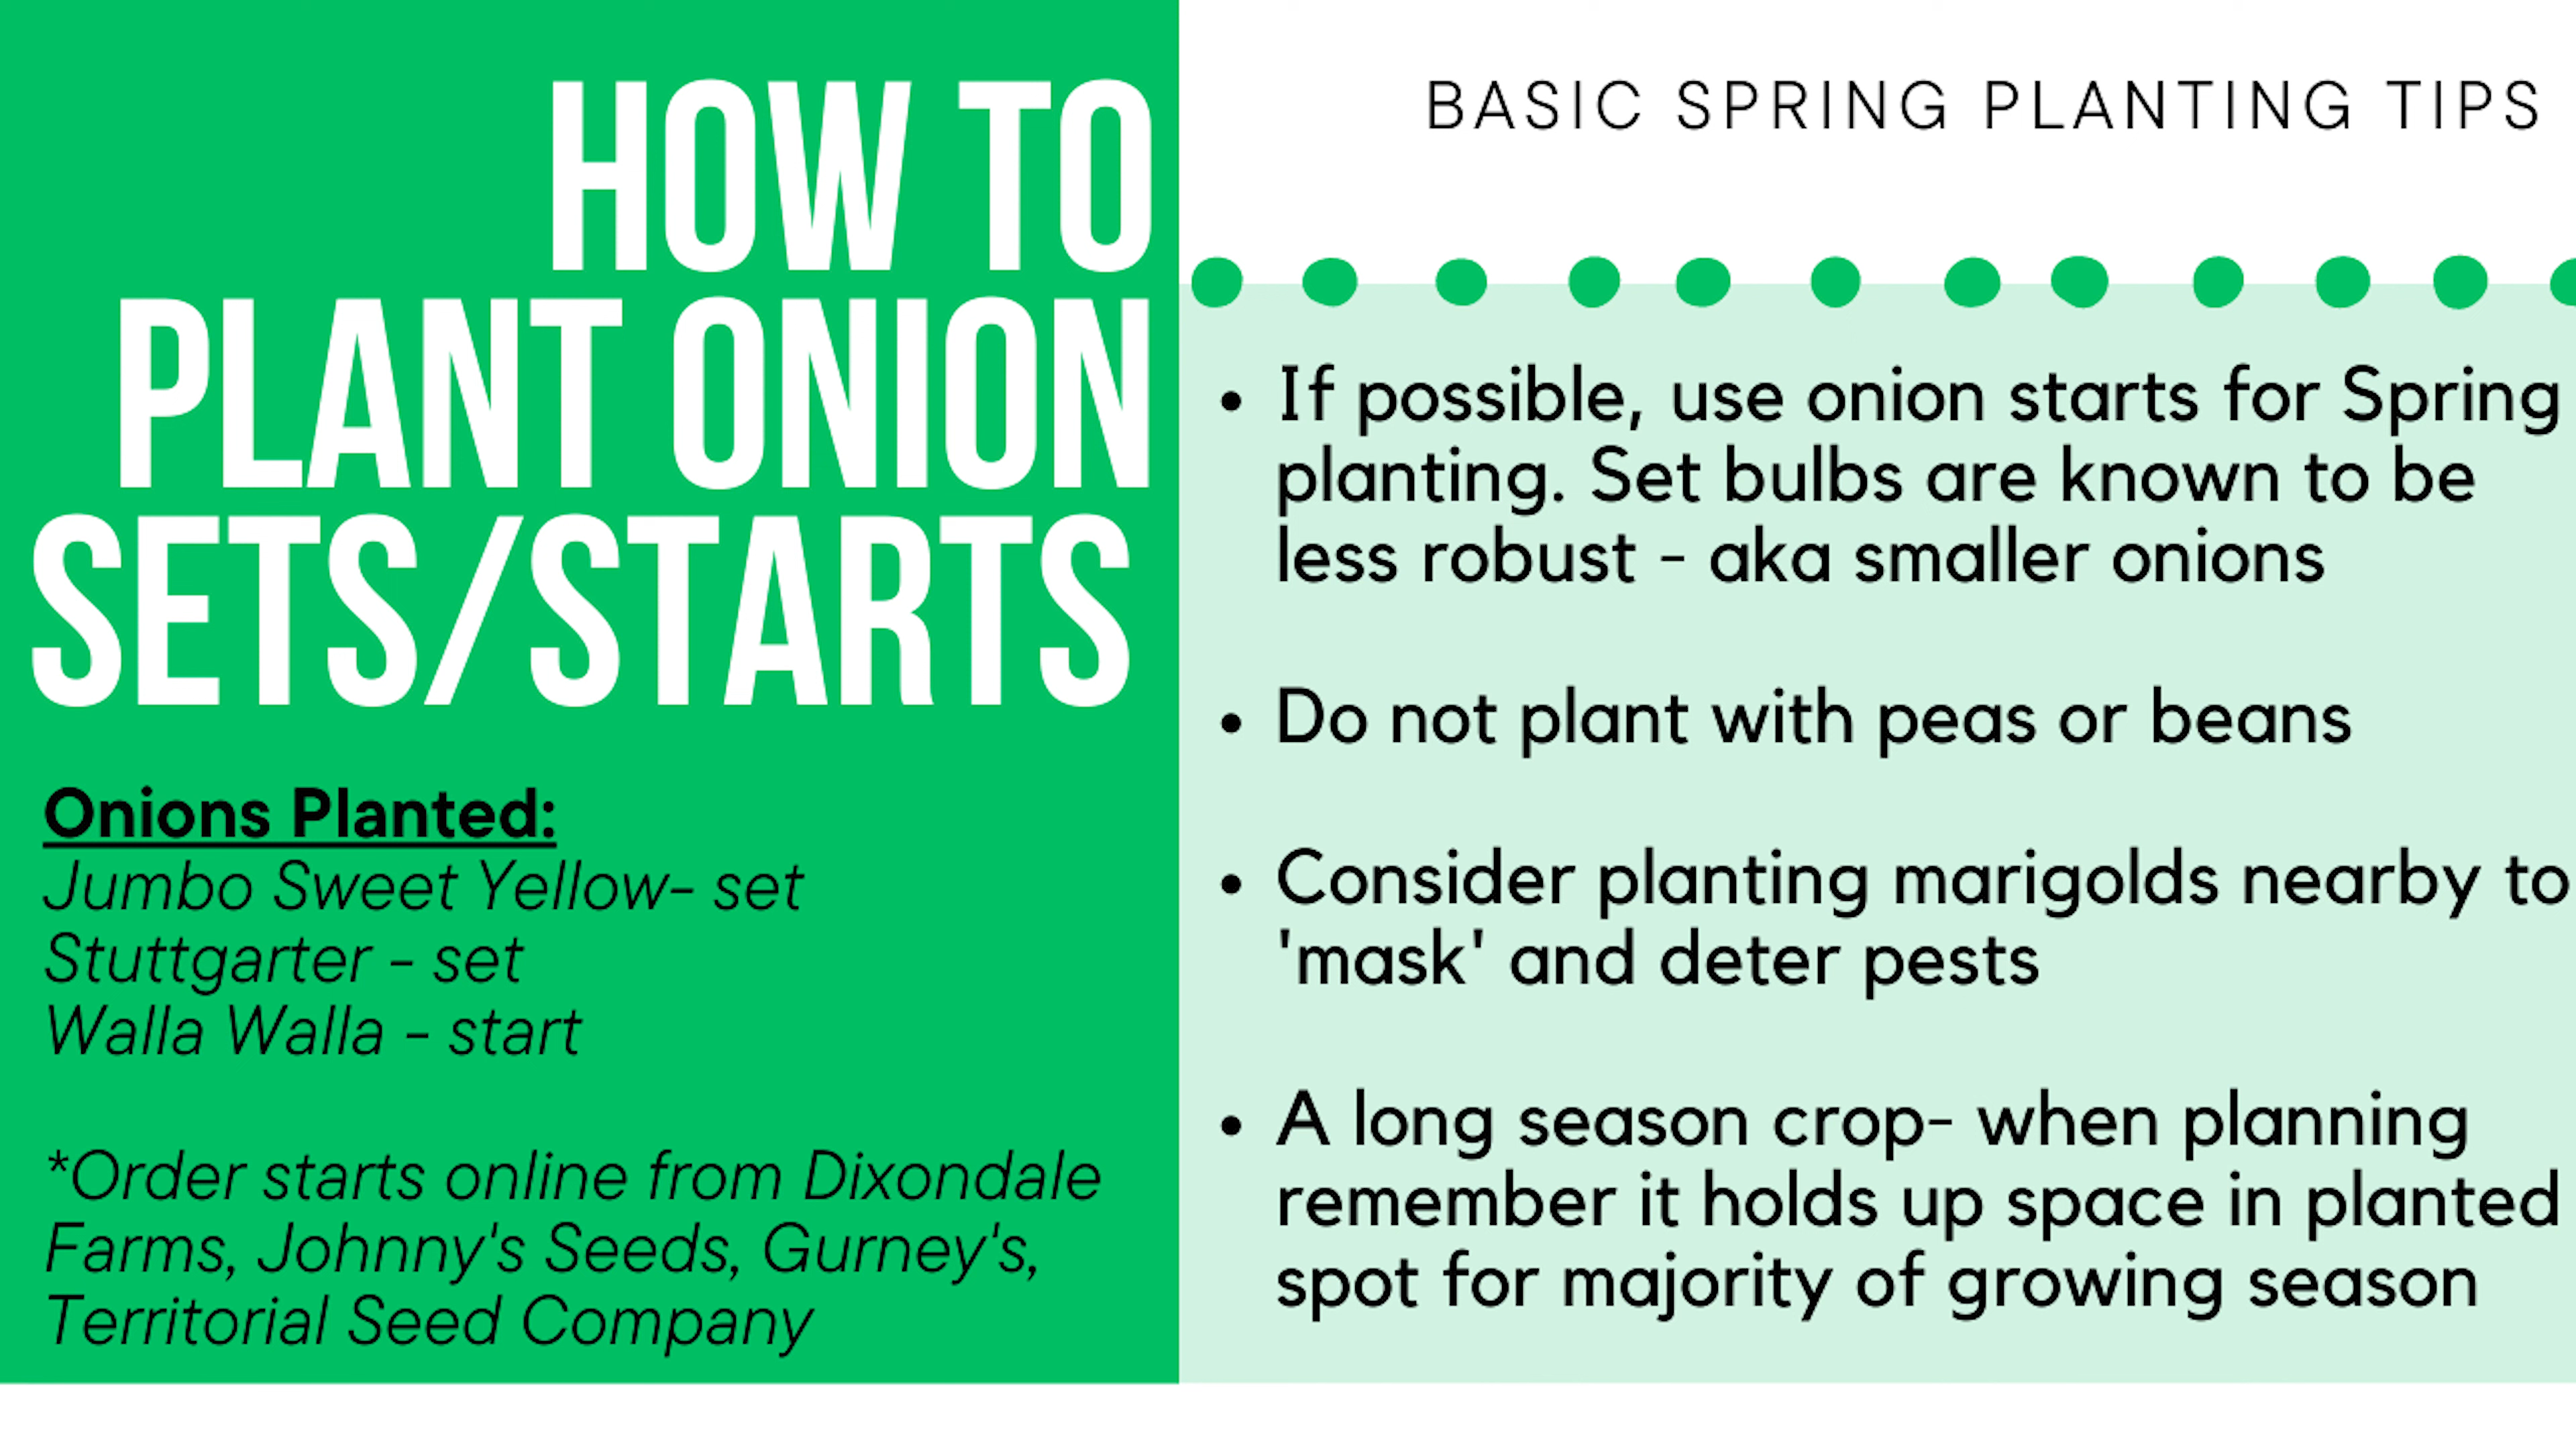 HOW TO
PLANT ONION
SETS/STARTS
Onions Planted:
Jumbo Sweet Yellow- set
Stuttgarter - set
Walla Walla - start
*Order starts online from Dixondale
Farms, Johnny's Seeds, Gurney's,
Territorial Seed Company
BASIC SPRING PLANTING TIPS
• If possible, use onion starts for Spring
planting. Set bulbs are known to be
less robust - aka smaller onions
• Do not plant with peas or beans
• Consider planting marigolds nearby to
'mask' and deter pests
• A long season crop- when planning
remember it holds up space in planted
spot for majority of growing season